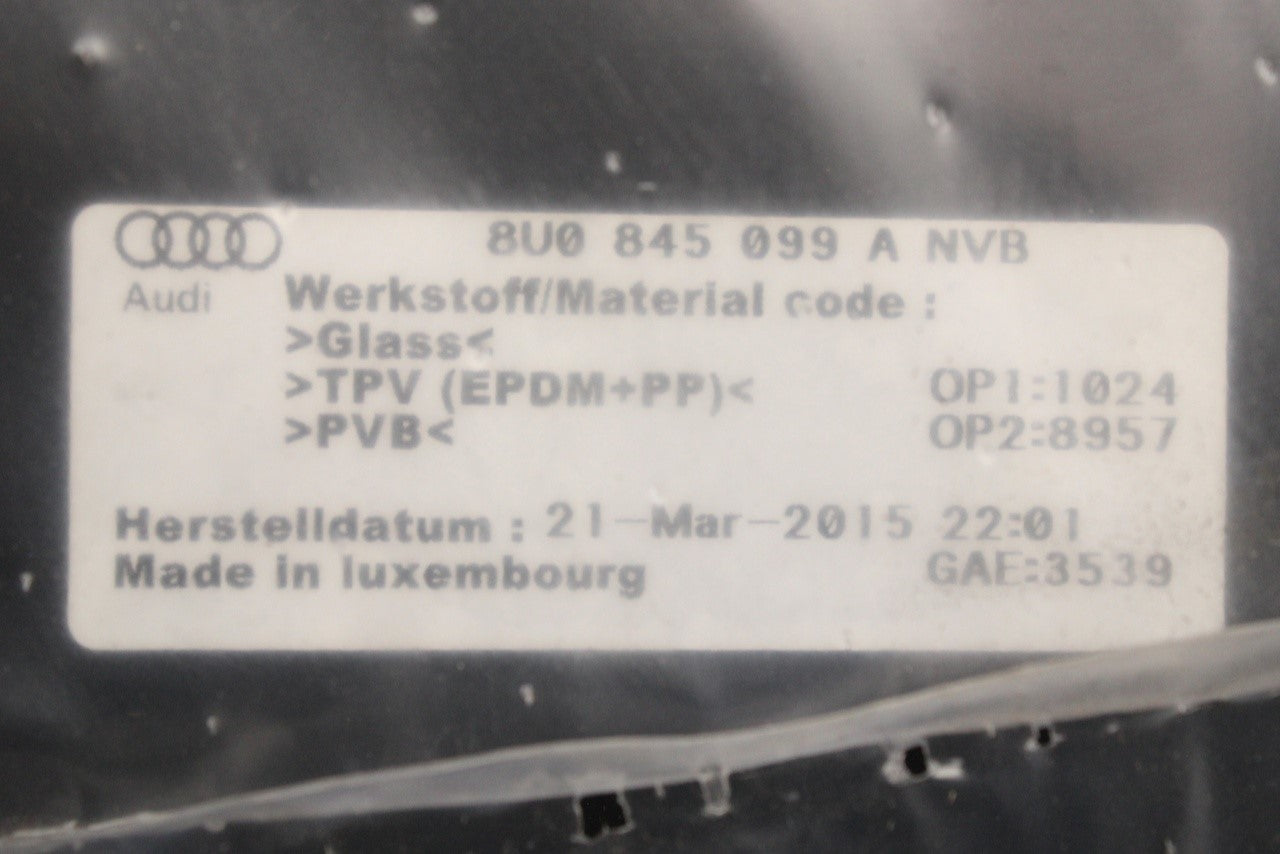 8U0 845 099 A NVB
Audi
Werkstoff/Material code :
>Glass<
>TPV (EPDM+PP)<
OP1:1024
>PVB<
OP2:8957
Herstelldatum : 21-Mar-2015 22:01
Made in luxembourg
GAE:3539